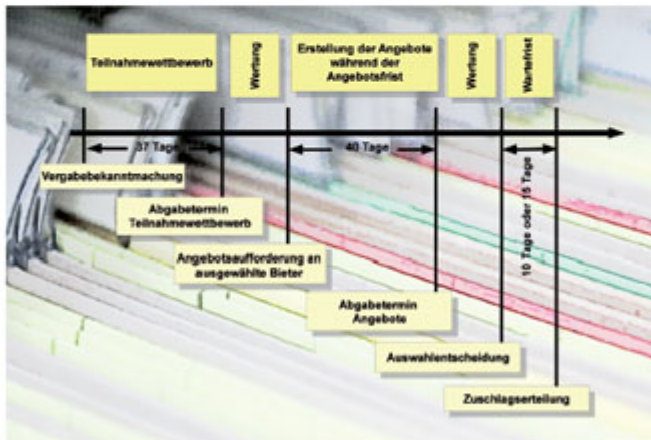 Teilnahmewettbewerb
Wertung
Erstellung der Angebote
während der
Angebotsfrist
Wertung
Wartefrist
37 Tage
40 Tage
10 Tage oder 15 Tage
Vergabebekanntmachung
Abgabetermin
Teilnahmewettbewerb
Angebotaaufforderung an
ausgewählte Bieter
Abgabetermin
Angebote
Auswahlentscheidung
Zuschlagserteilung